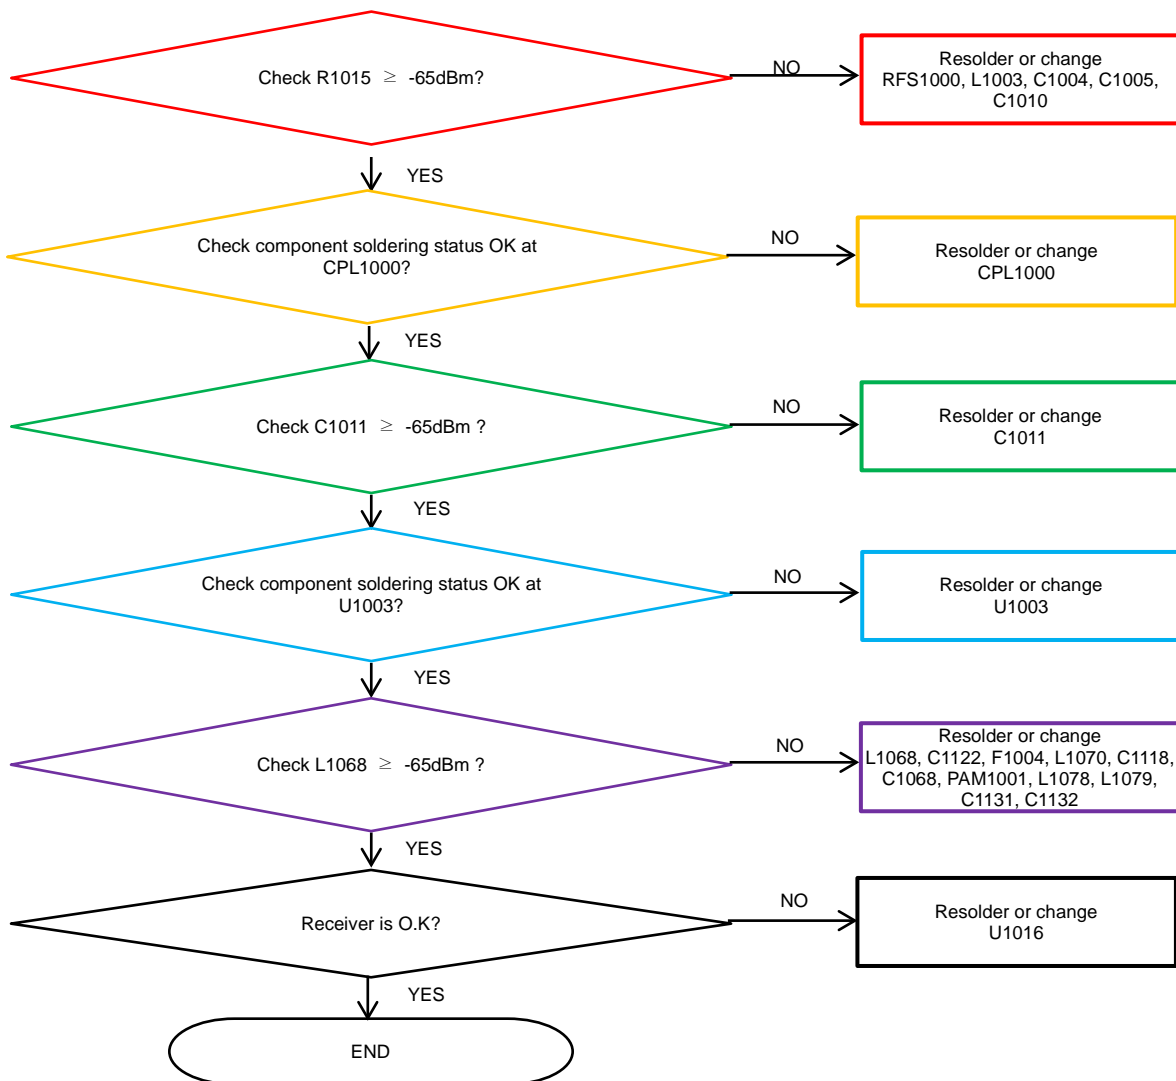 Check R1015 ≥ -65dBm?
NO
Resolder or change
RFS1000, L1003, C1004, C1005,
C1010
YES
Check component soldering status OK at
CPL1000?
NO
Resolder or change
CPL1000
YES
Check C1011 ≥ -65dBm ?
NO
Resolder or change
C1011
YES
Check component soldering status OK at
U1003?
NO
Resolder or change
U1003
YES
Check L1068 ≥ -65dBm ?
NO
Resolder or change
L1068, C1122, F1004, L1070, C1118,
C1068, PAM1001, L1078, L1079,
C1131, C1132
YES
Receiver is O.K?
NO
Resolder or change
U1016
YES
END